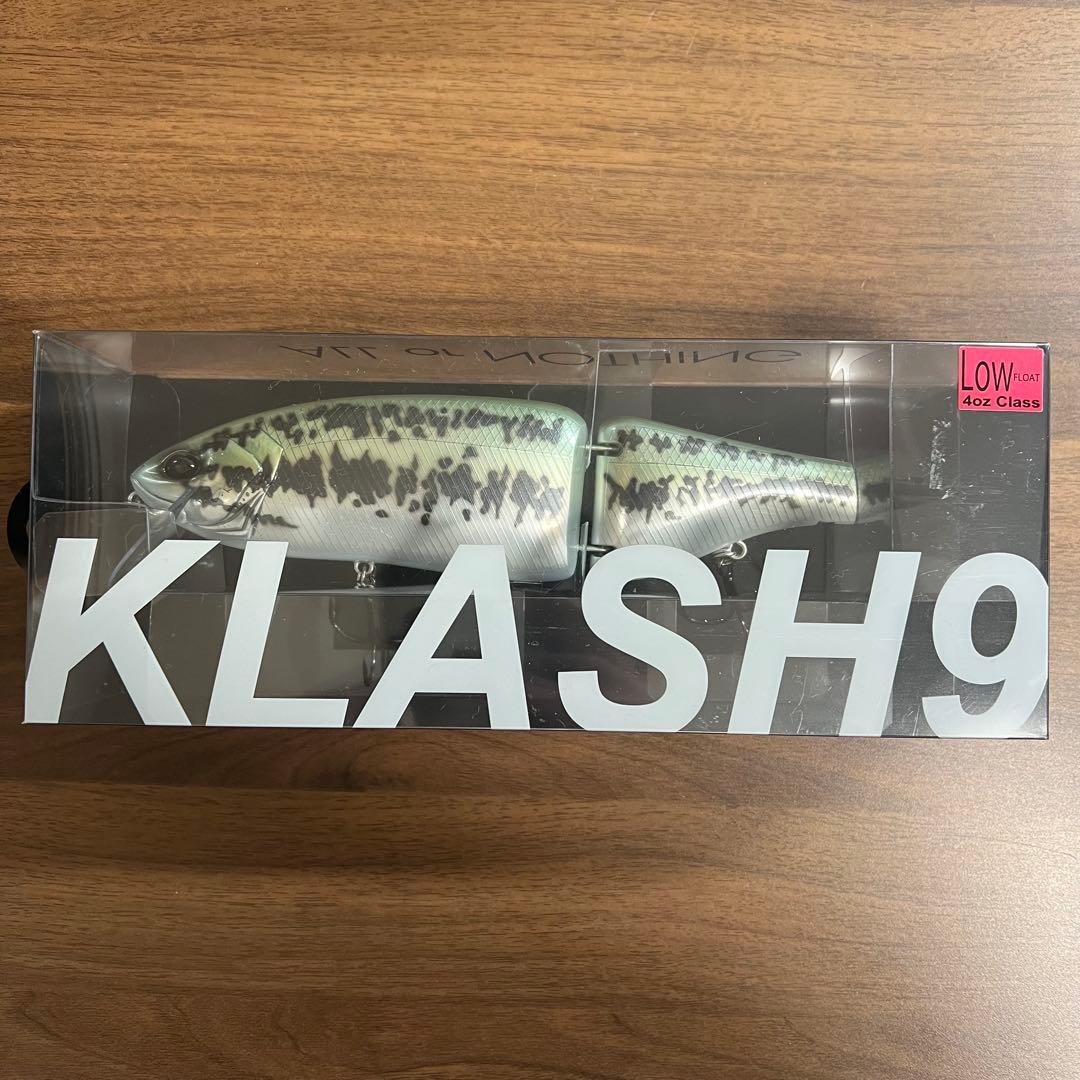 ALL or NOTHING
LOW FLOAT
4oz Class
KLASH9